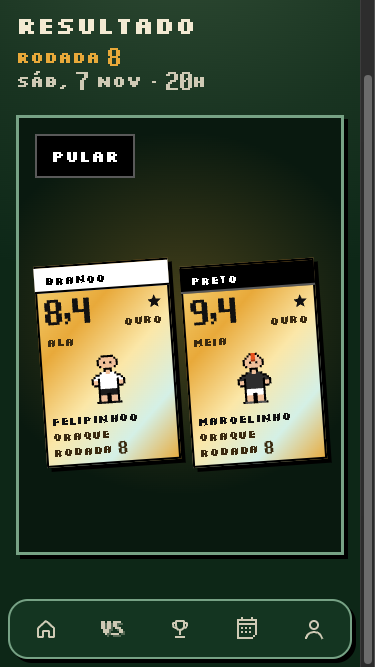 RESULTADO
RODADA 8
SÁB, 7 NOV · 20H
PULAR
BRANCO
8,4
OURO
ALA
FELIPINHOO
CRAQUE
RODADA 8
PRETO
9,4
OURO
MEIA
MARCELINHO
CRAQUE
RODADA 8
VS